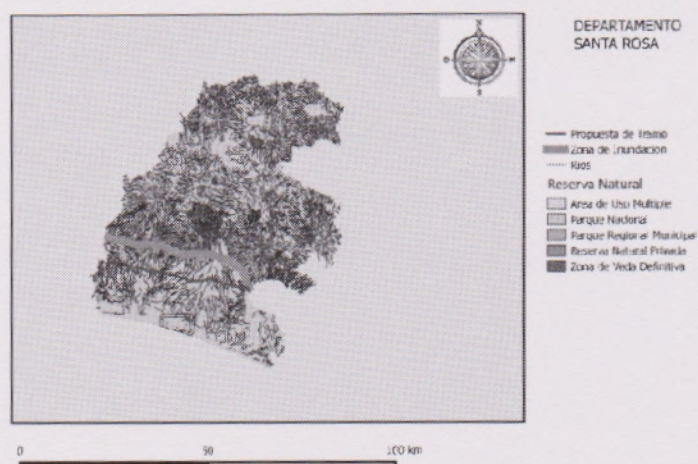 DEPARTAMENTO
SANTA ROSA
N
S
Propuesta de Tramo
Zona de Inundacion
Rios
Reserva Natural
Area de Uso Multiple
Parque Nacional
Parque Regional Municipal
Reserva Natural Privada
Zona de Veda Definitiva
0 50 100 km